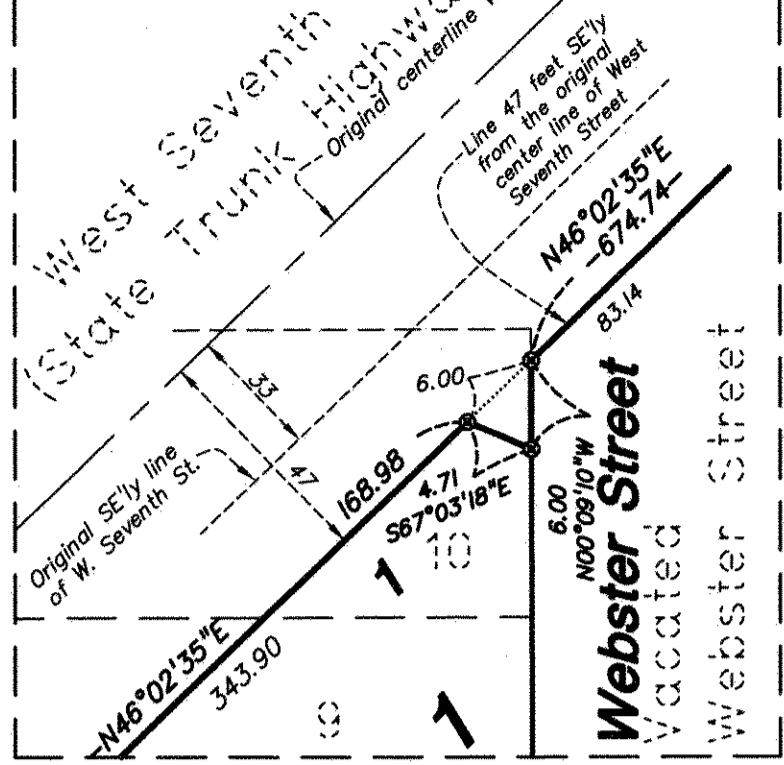 West Seventh
(State Trunk Highwa
Original centerline
Line 47 feet SE'ly
from the original
center line of West
Seventh Street
N46°02'35"E
-674.74-
83.14
33
47
6.00
Original SE'ly line
of W. Seventh St.
168.98
4.71
S67°03'18"E
6.00
N00°09'10"W
Webster Street
Vacated
Webster Street
1
10
-N46°02'35"E
343.90
9
1